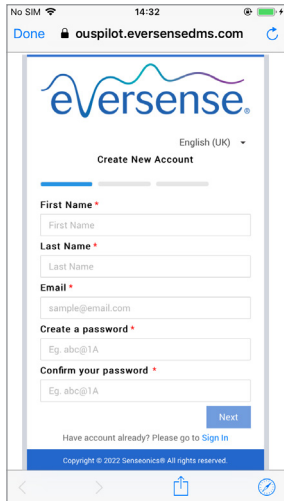 No SIM 14:32
Done ouspilot.eversensedms.com
eversense®
English (UK)
Create New Account
First Name *
First Name
Last Name *
Last Name
Email *
sample@email.com
Create a password *
Eg. abc@1A
Confirm your password *
Eg. abc@1A
Next
Have account already? Please go to Sign In
Copyright © 2022 Senseonics® All rights reserved.